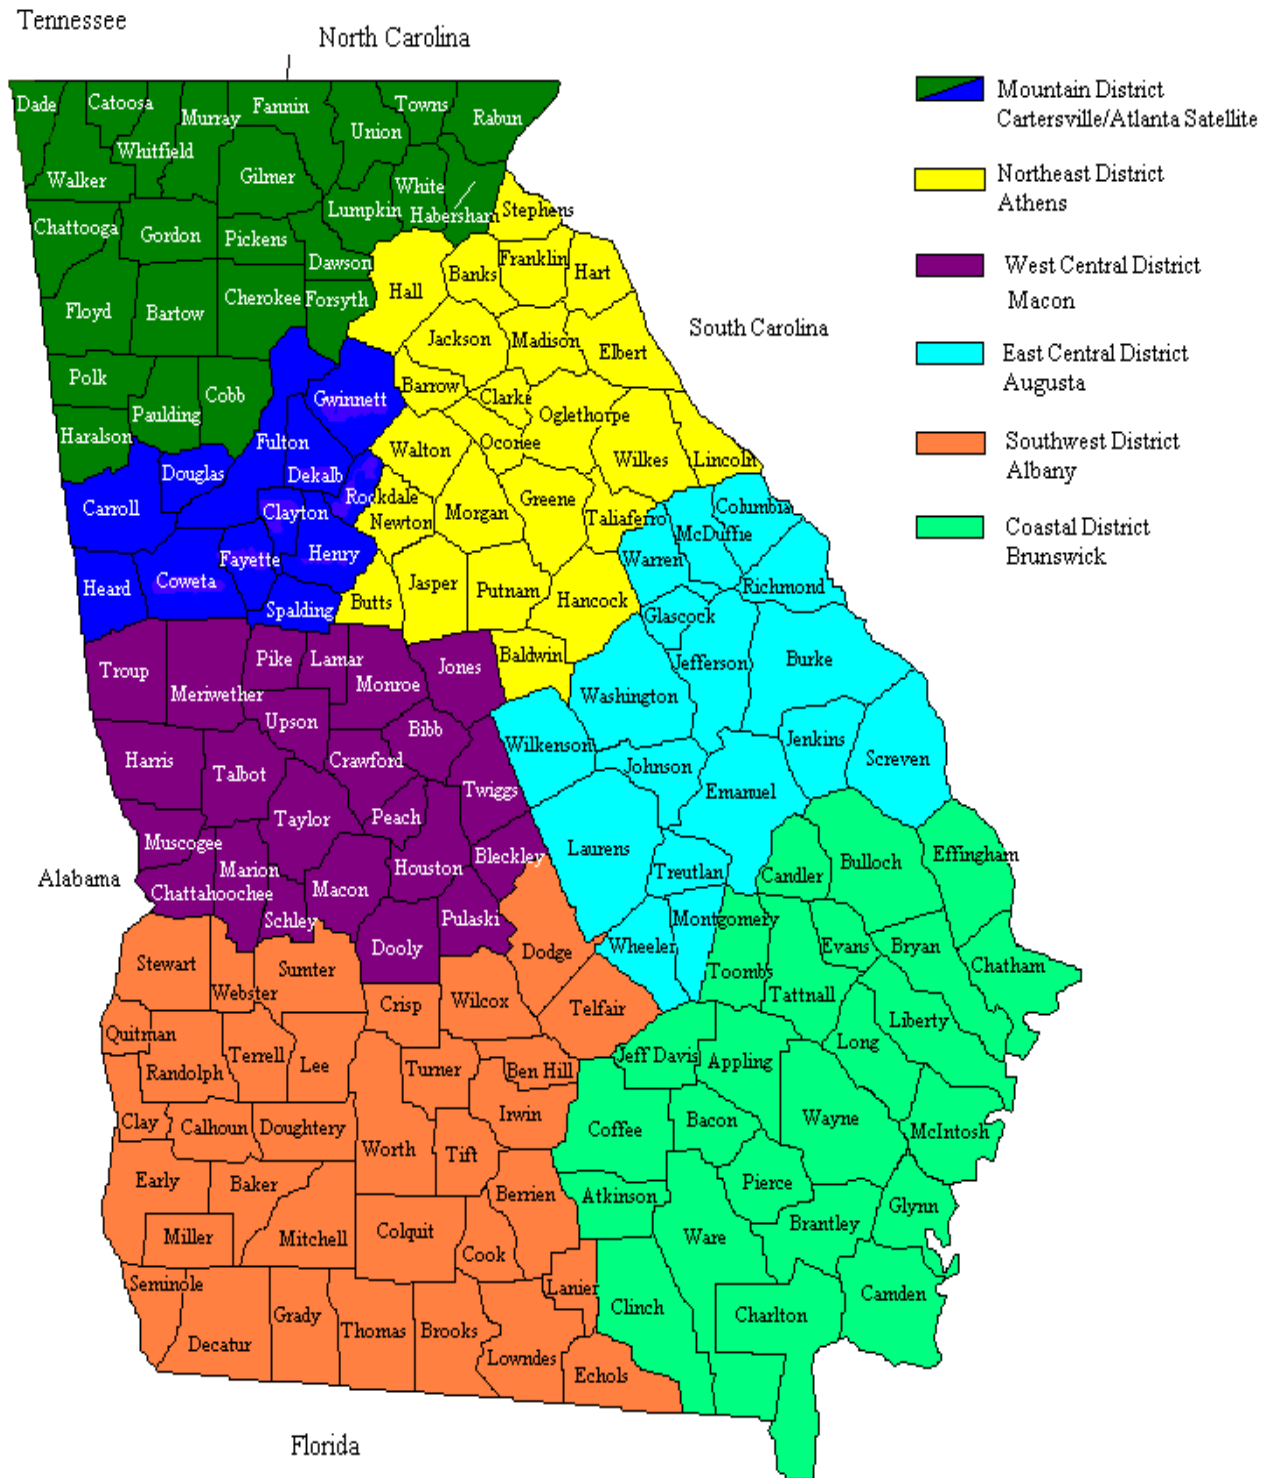 Tennessee
North Carolina
Dade
Catoosa
Murray
Fannin
Towns
Union
Rabun
Whitfield
Walker
Gilmer
White
Lumpkin
Habersham
Chattooga
Gordon
Pickens
Dawson
Floyd
Bartow
Cherokee
Forsyth
Polk
Cobb
Paulding
Haralson
Mountain District
Cartersville/Atlanta Satellite
Northeast District
Athens
West Central District
Macon
East Central District
Augusta
Southwest District
Albany
Coastal District
Brunswick
South Carolina
Stephens
Franklin
Banks
Hart
Hall
Jackson
Madison
Elbert
Barrow
Clarke
Oglethorpe
Oconee
Walton
Wilkes
Lincoln
Greene
Morgan
Newton
Taliaferro
Jasper
Putnam
Hancock
Butts
Baldwin
Gwinnett
Fulton
Dekalb
Douglas
Rockdale
Carroll
Clayton
Henry
Fayette
Coweta
Heard
Spalding
Columbia
McDuffie
Warren
Richmond
Glascock
Jefferson
Burke
Washington
Wilkenson
Johnson
Jenkins
Screven
Emanuel
Laurens
Treutlan
Montgomery
Wheeler
Troup
Pike
Lamar
Jones
Meriwether
Monroe
Upson
Bibb
Harris
Talbot
Crawford
Twiggs
Taylor
Peach
Muscogee
Marion
Houston
Bleckley
Chattahoochee
Macon
Schley
Pulaski
Dooly
Alabama
Candler
Bulloch
Effingham
Evans
Bryan
Chatham
Toombs
Tattnall
Liberty
Long
Jeff Davis
Appling
Wayne
McIntosh
Coffee
Bacon
Pierce
Atkinson
Glynn
Ware
Brantley
Clinch
Charlton
Camden
Stewart
Sumter
Webster
Dodge
Crisp
Wilcox
Telfair
Quitman
Randolph
Terrell
Lee
Turner
Ben Hill
Clay
Calhoun
Doughtery
Irwin
Worth
Tift
Early
Baker
Berrien
Miller
Mitchell
Colquit
Cook
Seminole
Lanier
Decatur
Grady
Thomas
Brooks
Lowndes
Echols
Florida